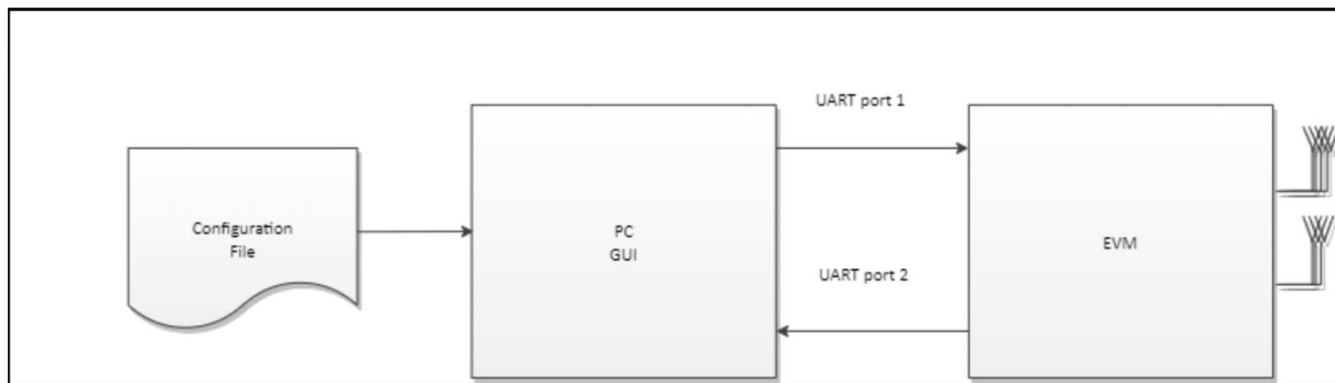 UART port 1
Configuration
File
PC
GUI
EVM
UART port 2